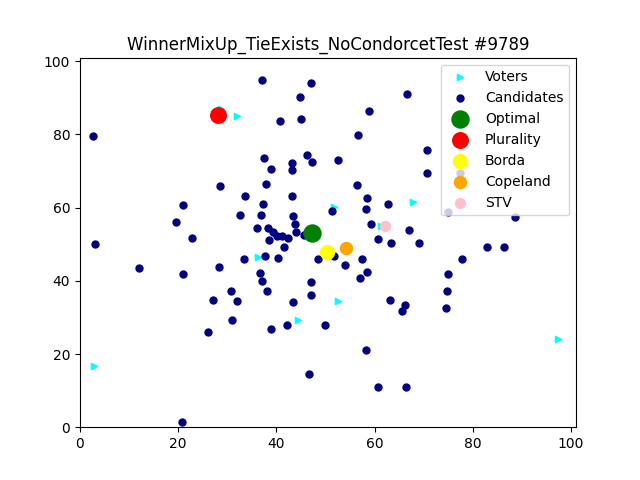 WinnerMixUp_TieExists_NoCondorcetTest #9789
100
80
60
40
20
0
0 20 40 60 80 100
Voters
Candidates
Optimal
Plurality
Borda
Copeland
STV